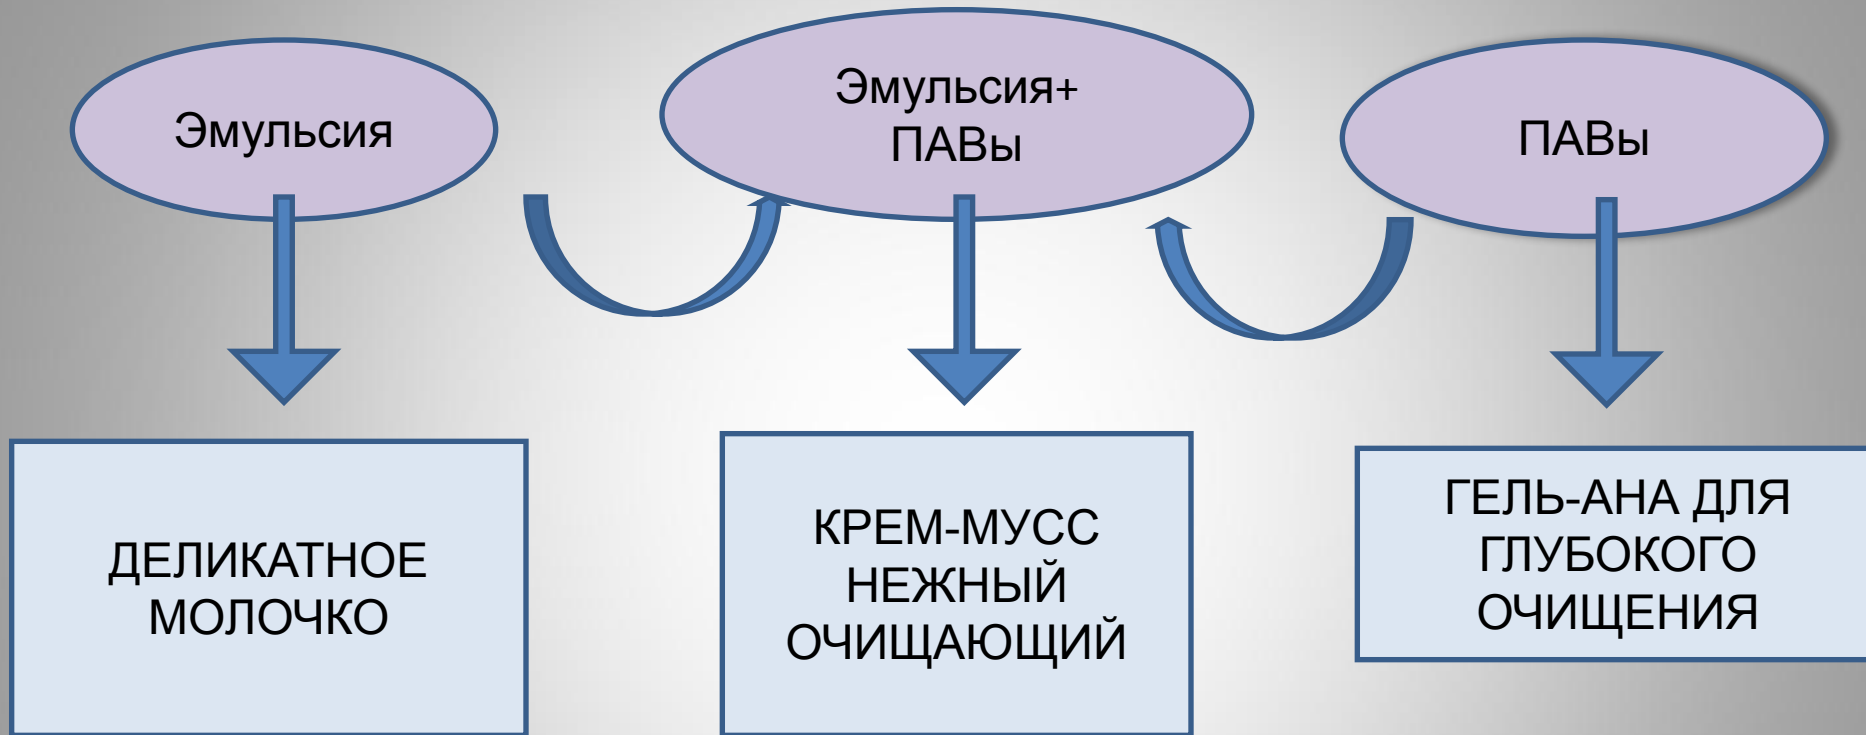 Эмульсия
Эмульсия+
ПАВы
ПАВы
ДЕЛИКАТНОЕ
МОЛОЧКО
КРЕМ-МУСС
НЕЖНЫЙ
ОЧИЩАЮЩИЙ
ГЕЛЬ-АНА ДЛЯ
ГЛУБОКОГО
ОЧИЩЕНИЯ